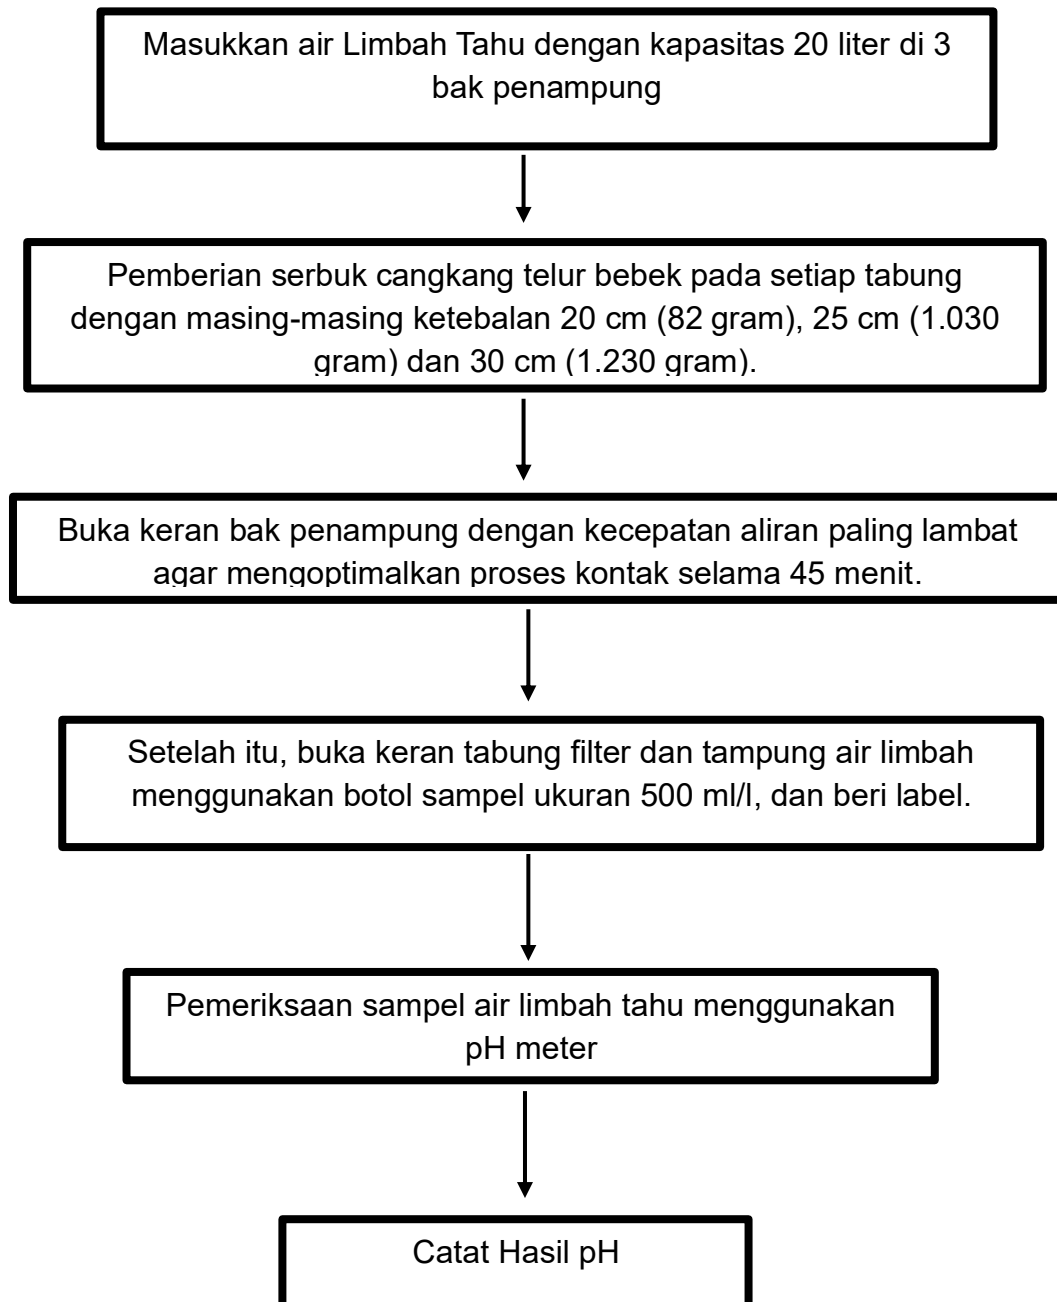 Masukkan air Limbah Tahu dengan kapasitas 20 liter di 3
bak penampung
Pemberian serbuk cangkang telur bebek pada setiap tabung
dengan masing-masing ketebalan 20 cm (82 gram), 25 cm (1.030
gram) dan 30 cm (1.230 gram).
Buka keran bak penampung dengan kecepatan aliran paling lambat
agar mengoptimalkan proses kontak selama 45 menit.
Setelah itu, buka keran tabung filter dan tampung air limbah
menggunakan botol sampel ukuran 500 ml/l, dan beri label.
Pemeriksaan sampel air limbah tahu menggunakan
pH meter
Catat Hasil pH